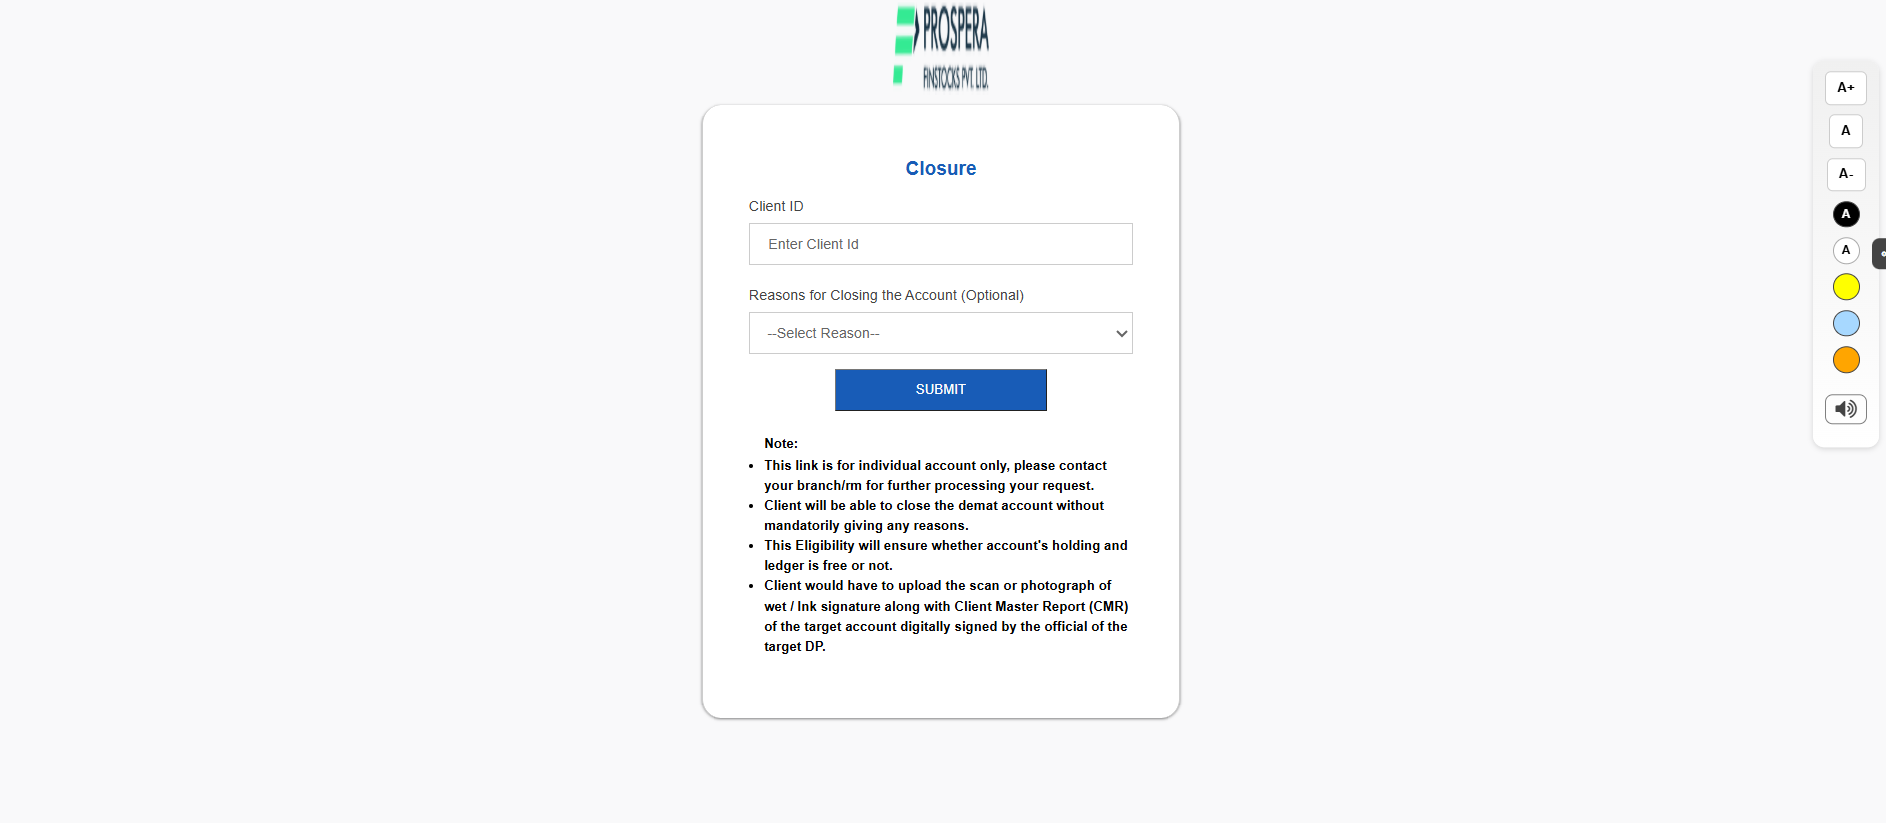 PROSPERA
FINSTOCKS PVT. LTD.
Closure
Client ID
Enter Client Id
Reasons for Closing the Account (Optional)
--Select Reason--
SUBMIT
Note:
• This link is for individual account only, please contact
your branch/rm for further processing your request.
• Client will be able to close the demat account without
mandatorily giving any reasons.
• This Eligibility will ensure whether account's holding and
ledger is free or not.
• Client would have to upload the scan or photograph of
wet / Ink signature along with Client Master Report (CMR)
of the target account digitally signed by the official of the
target DP.
A+
A
A-
A
A